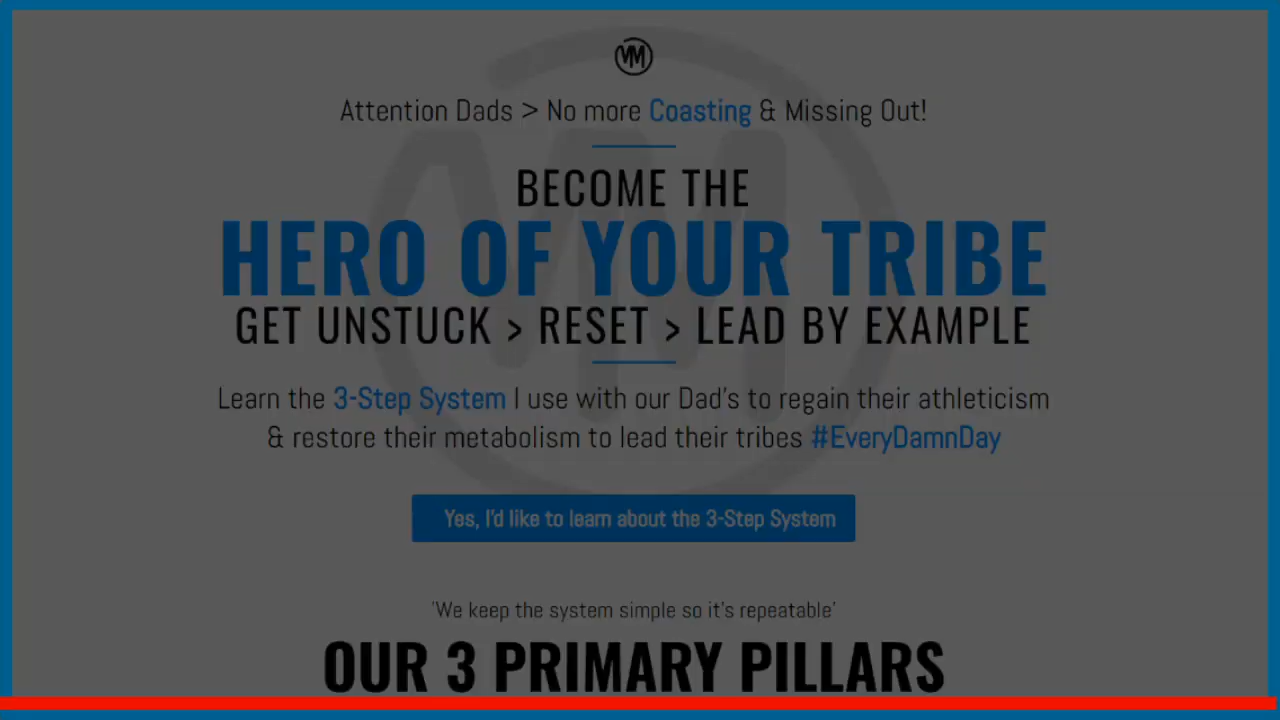 VM
Attention Dads > No more Coasting & Missing Out!
BECOME THE
HERO OF YOUR TRIBE
GET UNSTUCK > RESET > LEAD BY EXAMPLE
Learn the 3-Step System I use with our Dad's to regain their athleticism
& restore their metabolism to lead their tribes #EveryDamnDay
Yes, I'd like to learn about the 3-Step System
'We keep the system simple so it's repeatable'
OUR 3 PRIMARY PILLARS